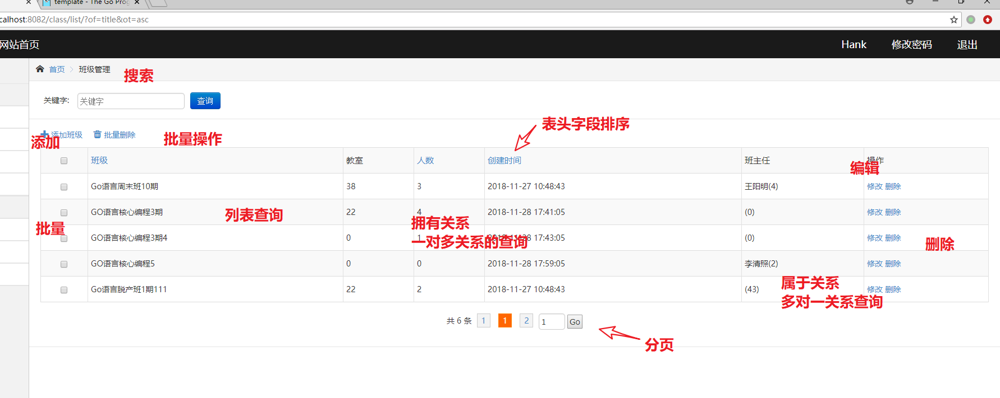 template - The Go Prog
calhost:8082/class/list/?of=title&ot=asc
网站首页 Hank 修改密码 退出
首页 班级管理
搜索
关键字: 关键字 查询
表头字段排序
添加班级 批量删除
添加 批量操作
班级 教室 人数 创建时间 班主任 操作
编辑
Go语言周末班10期 38 3 2018-11-27 10:48:43 王阳明(4) 修改 删除
GO语言核心编程3期 22 4 2018-11-28 17:41:05 (0) 修改 删除
列表查询
拥有关系
批量
GO语言核心编程3期4 0 1 2018-11-28 17:43:05 (0) 修改 删除
一对多关系的查询
删除
GO语言核心编程5 0 0 2018-11-28 17:59:05 李清照(2) 修改 删除
属于关系
Go语言脱产班1期111 22 2 2018-11-27 10:48:43 (43) 修改 删除
多对一关系查询
共 6 条 1 1 2 1 Go
分页